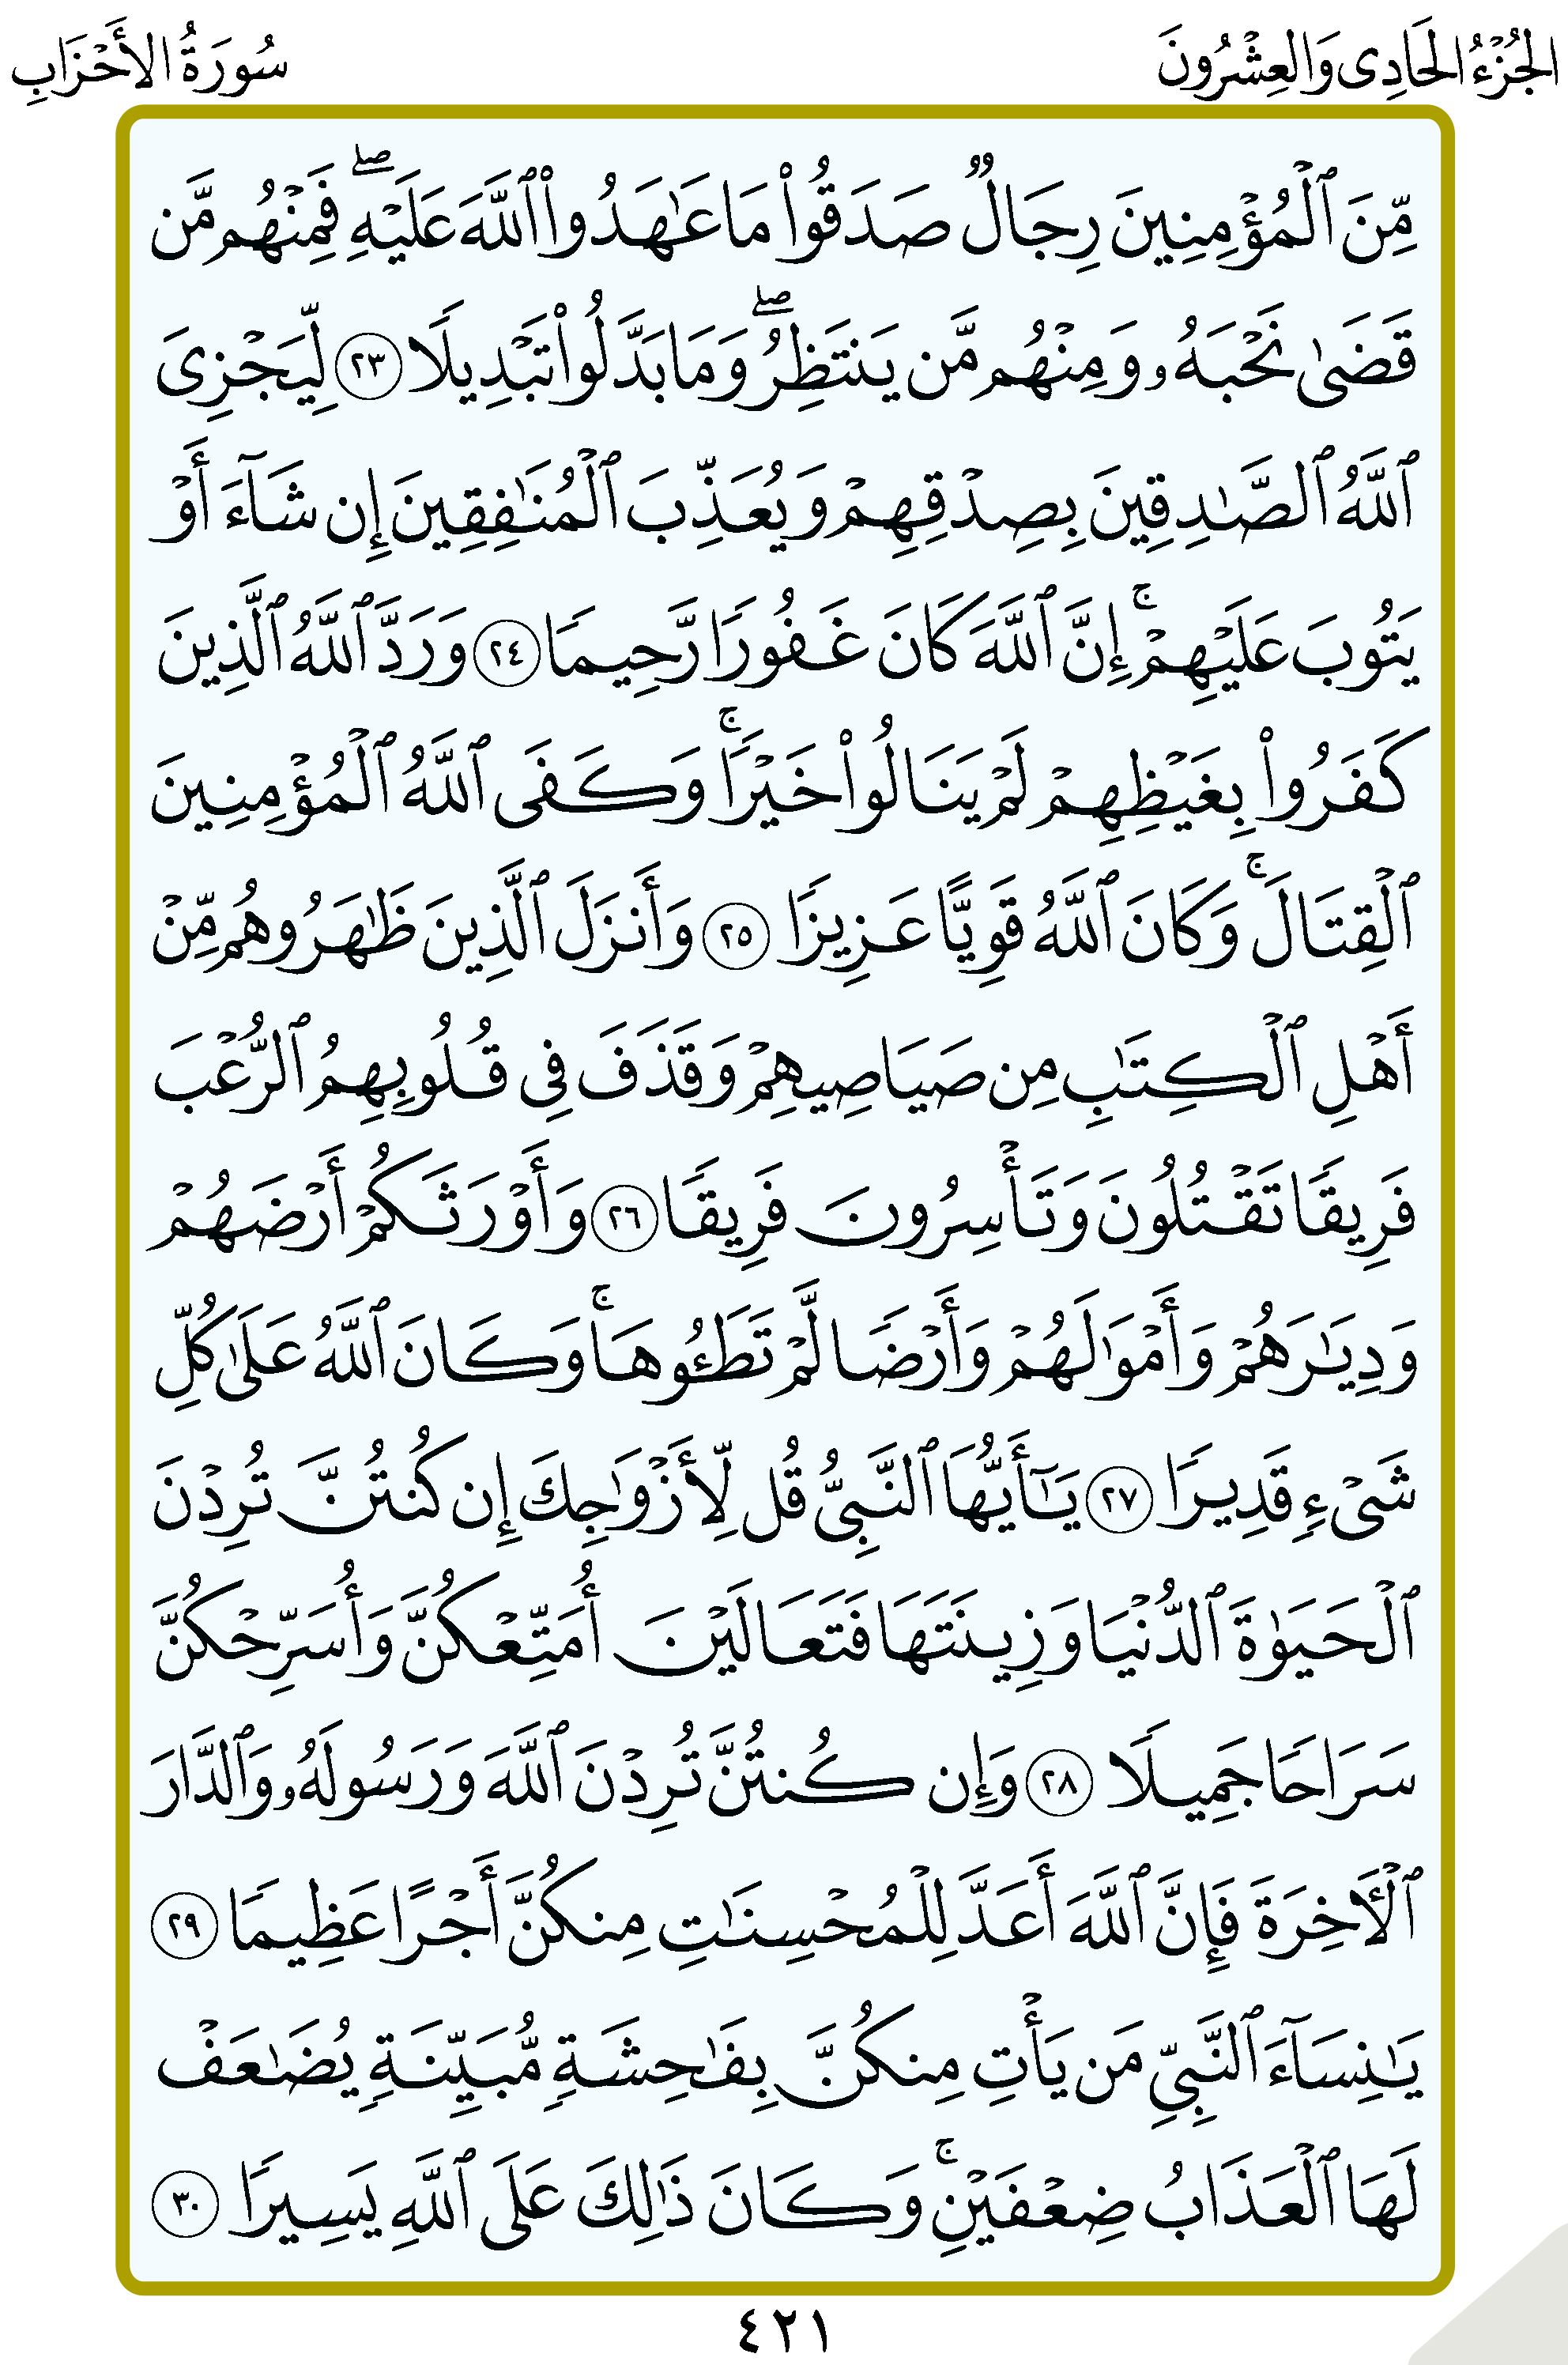 الجُزْءُ الحَادِى وَالعِشْرُونَ
سُورَةُ الأَحْزَابِ
مِّنَ ٱلْمُؤْمِنِينَ رِجَالٌ صَدَقُوا۟ مَا عَٰهَدُوا۟ ٱللَّهَ عَلَيْهِ ۖ فَمِنْهُم مَّن
قَضَىٰ نَحْبَهُۥ وَمِنْهُم مَّن يَنتَظِرُ ۖ وَمَا بَدَّلُوا۟ تَبْدِيلًا ٢٣ لِّيَجْزِىَ
ٱللَّهُ ٱلصَّٰدِقِينَ بِصِدْقِهِمْ وَيُعَذِّبَ ٱلْمُنَٰفِقِينَ إِن شَآءَ أَوْ
يَتُوبَ عَلَيْهِمْ ۚ إِنَّ ٱللَّهَ كَانَ غَفُورًا رَّحِيمًا ٢٤ وَرَدَّ ٱللَّهُ ٱلَّذِينَ
كَفَرُوا۟ بِغَيْظِهِمْ لَمْ يَنَالُوا۟ خَيْرًا ۚ وَكَفَى ٱللَّهُ ٱلْمُؤْمِنِينَ
ٱلْقِتَالَ ۚ وَكَانَ ٱللَّهُ قَوِيًّا عَزِيزًا ٢٥ وَأَنزَلَ ٱلَّذِينَ ظَٰهَرُوهُم مِّنْ
أَهْلِ ٱلْكِتَٰبِ مِن صَيَاصِيهِمْ وَقَذَفَ فِى قُلُوبِهِمُ ٱلرُّعْبَ
فَرِيقًا تَقْتُلُونَ وَتَأْسِرُونَ فَرِيقًا ٢٦ وَأَوْرَثَكُمْ أَرْضَهُمْ
وَدِيَٰرَهُمْ وَأَمْوَٰلَهُمْ وَأَرْضًا لَّمْ تَطَـُٔوهَا ۚ وَكَانَ ٱللَّهُ عَلَىٰ كُلِّ
شَىْءٍ قَدِيرًا ٢٧ يَٰٓأَيُّهَا ٱلنَّبِىُّ قُل لِّأَزْوَٰجِكَ إِن كُنتُنَّ تُرِدْنَ
ٱلْحَيَوٰةَ ٱلدُّنْيَا وَزِينَتَهَا فَتَعَالَيْنَ أُمَتِّعْكُنَّ وَأُسَرِّحْكُنَّ
سَرَاحًا جَمِيلًا ٢٨ وَإِن كُنتُنَّ تُرِدْنَ ٱللَّهَ وَرَسُولَهُۥ وَٱلدَّارَ
ٱلْـَٔاخِرَةَ فَإِنَّ ٱللَّهَ أَعَدَّ لِلْمُحْسِنَٰتِ مِنكُنَّ أَجْرًا عَظِيمًا ٢٩
يَٰنِسَآءَ ٱلنَّبِىِّ مَن يَأْتِ مِنكُنَّ بِفَٰحِشَةٍ مُّبَيِّنَةٍ يُضَٰعَفْ
لَهَا ٱلْعَذَابُ ضِعْفَيْنِ ۚ وَكَانَ ذَٰلِكَ عَلَى ٱللَّهِ يَسِيرًا ٣٠
٤٢١